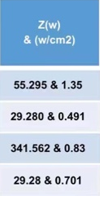 Z(w)
& (w/cm2)
55.295 & 1.35
29.280 & 0.491
341.562 & 0.83
29.28 & 0.701